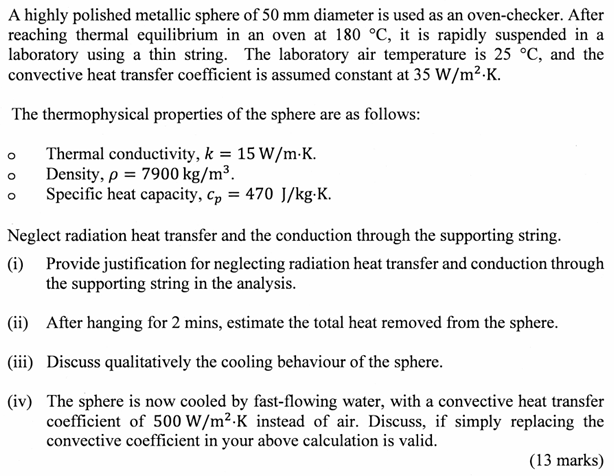 A highly polished metallic sphere of 50 mm diameter is used as an oven-checker. After
reaching thermal equilibrium in an oven at 180 °C, it is rapidly suspended in a
laboratory using a thin string. The laboratory air temperature is 25 °C, and the
convective heat transfer coefficient is assumed constant at 35 W/m²·K.
The thermophysical properties of the sphere are as follows:
o Thermal conductivity, k = 15 W/m·K.
o Density, ρ = 7900 kg/m³.
o Specific heat capacity, cₚ = 470 J/kg·K.
Neglect radiation heat transfer and the conduction through the supporting string.
(i) Provide justification for neglecting radiation heat transfer and conduction through
the supporting string in the analysis.
(ii) After hanging for 2 mins, estimate the total heat removed from the sphere.
(iii) Discuss qualitatively the cooling behaviour of the sphere.
(iv) The sphere is now cooled by fast-flowing water, with a convective heat transfer
coefficient of 500 W/m²·K instead of air. Discuss, if simply replacing the
convective coefficient in your above calculation is valid.
(13 marks)